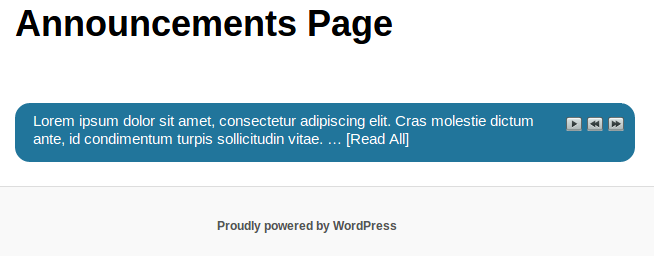 Announcements Page
Lorem ipsum dolor sit amet, consectetur adipiscing elit. Cras molestie dictum
ante, id condimentum turpis sollicitudin vitae. … [Read All]
Proudly powered by WordPress